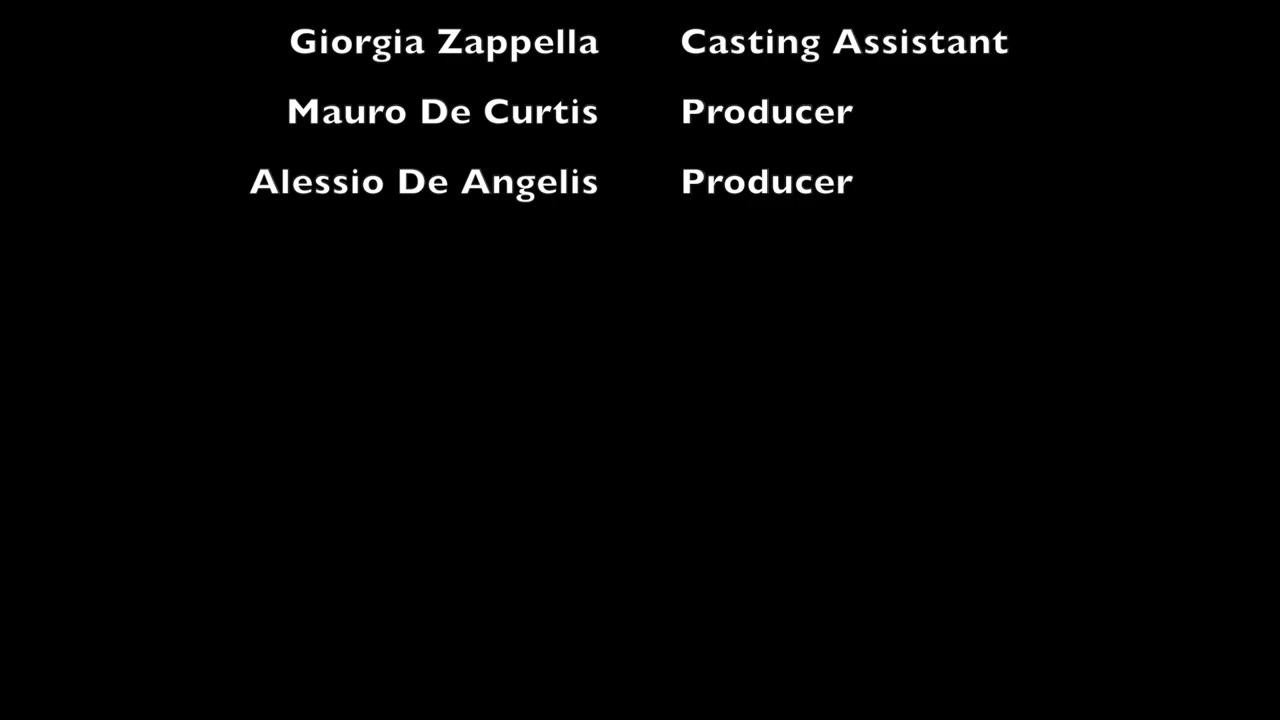 Giorgia Zappella Casting Assistant
Mauro De Curtis Producer
Alessio De Angelis Producer